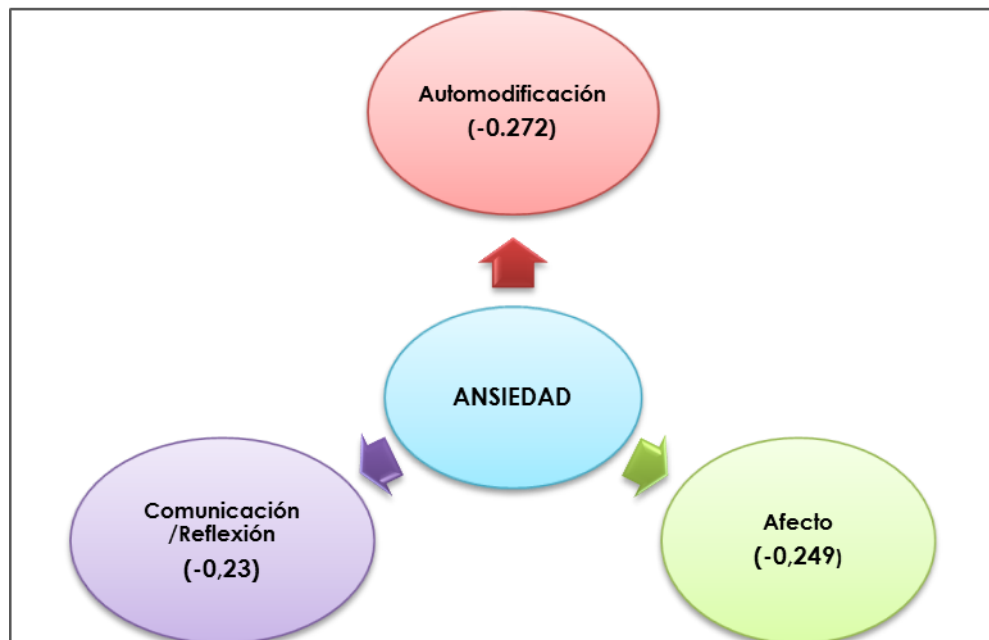 Automodificación
(-0.272)
ANSIEDAD
Comunicación
/Reflexión
(-0,23)
Afecto
(-0,249)